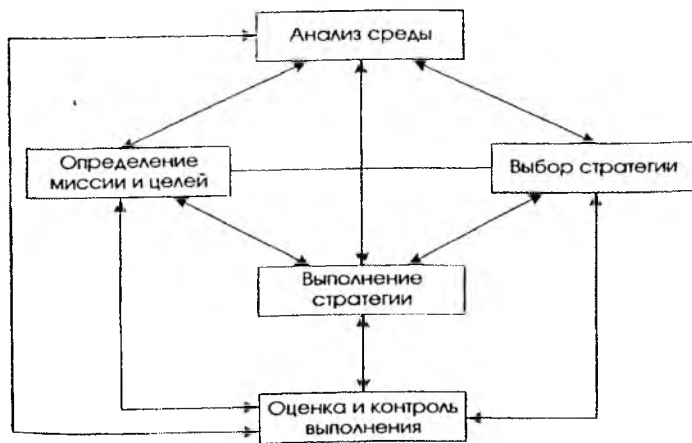 Анализ среды
Определение
миссии и целей
Выбор стратегии
Выполнение
стратегии
Оценка и контроль
выполнения